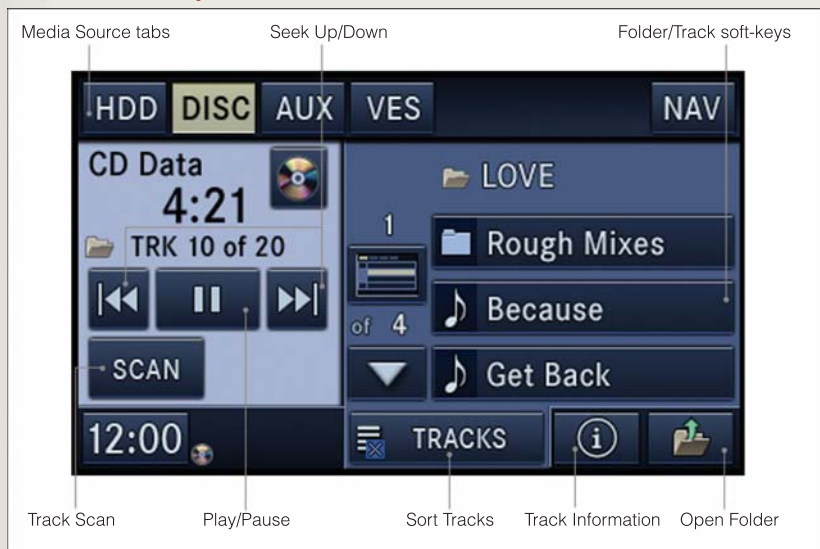 Media Source tabs Seek Up/Down Folder/Track soft-keys
HDD DISC AUX VES NAV
CD Data
4:21
TRK 10 of 20
SCAN
12:00
LOVE
1
of 4
Rough Mixes
Because
Get Back
TRACKS
i
Track Scan Play/Pause Sort Tracks Track Information Open Folder